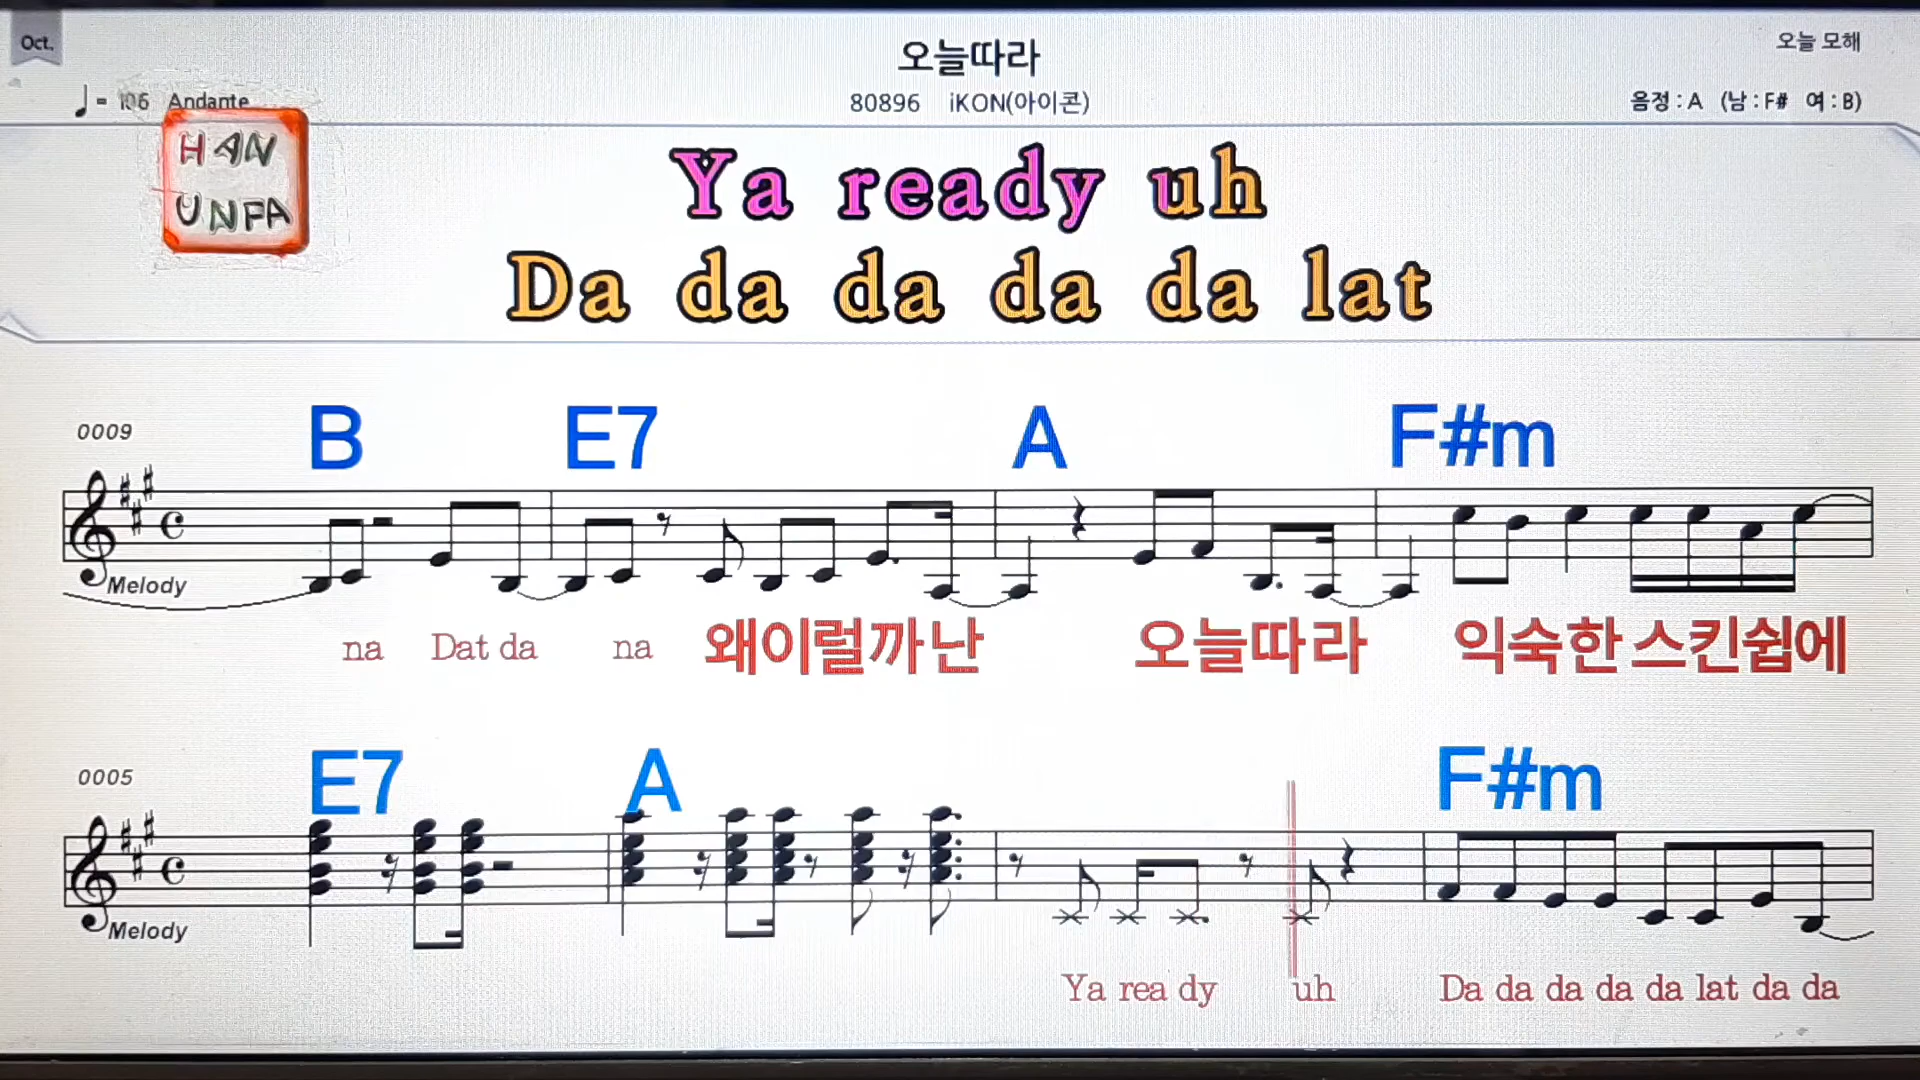 Oct.
오늘따라
오늘 모해
♩= 106 Andante
80896 iKON(아이콘)
음정 : A (남 : F# 여 : B)
HAN
UNFA
Ya ready uh
Da da da da da lat
0009
B E7 A F#m
Melody
na Dat da na 왜이럴까난 오늘따라 익숙한스킨쉽에
0005
E7 A F#m
Melody
Ya rea dy uh Da da da da da lat da da